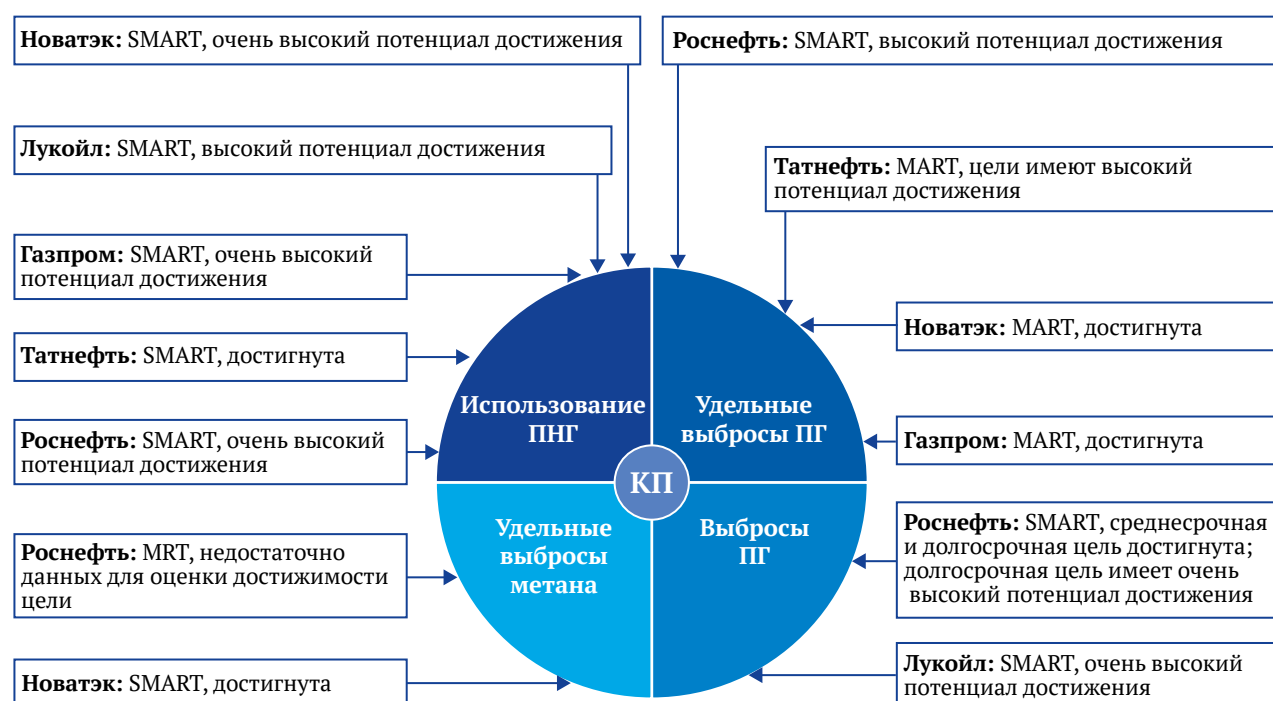 Новатэк: SMART, очень высокий потенциал достижения
Роснефть: SMART, высокий потенциал достижения
Лукойл: SMART, высокий потенциал достижения
Татнефть: MART, цели имеют высокий
потенциал достижения
Газпром: SMART, очень высокий
потенциал достижения
Новатэк: MART, достигнута
Татнефть: SMART, достигнута
Использование
ПНГ
Удельные
выбросы ПГ
Роснефть: SMART, очень высокий
потенциал достижения
Газпром: MART, достигнута
КП
Удельные
выбросы
метана
Выбросы
ПГ
Роснефть: MRT, недостаточно
данных для оценки достижимости
цели
Роснефть: SMART, среднесрочная
и долгосрочная цель достигнута;
долгосрочная цель имеет очень
высокий потенциал достижения
Новатэк: SMART, достигнута
Лукойл: SMART, очень высокий
потенциал достижения